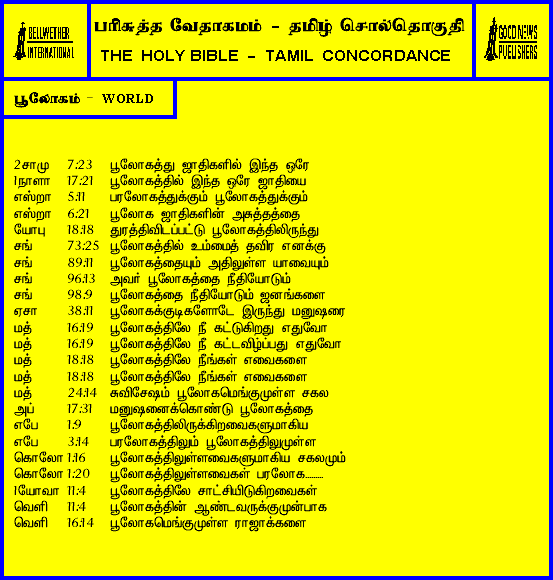 BELLWETHER
INTERNATIONAL
பரிசுத்த வேதாகமம் - தமிழ் சொல்தொகுதி
THE HOLY BIBLE - TAMIL CONCORDANCE
GOOD NEWS
PUBLISHERS
பூலோகம் - WORLD
2சாமு 7:23 பூலோகத்து ஜாதிகளில் இந்த ஒரே
1நாளா 17:21 பூலோகத்தில் இந்த ஒரே ஜாதியை
எஸ்றா 5:11 பரலோகத்துக்கும் பூலோகத்துக்கும்
எஸ்றா 6:21 பூலோக ஜாதிகளின் அசுத்தத்தை
யோபு 18:18 துரத்திவிடப்பட்டு பூலோகத்திலிருந்து
சங் 73:25 பூலோகத்தில் உம்மைத் தவிர எனக்கு
சங் 89:11 பூலோகத்தையும் அதிலுள்ள யாவையும்
சங் 96:13 அவர் பூலோகத்தை நீதியோடும்
சங் 98:9 பூலோகத்தை நீதியோடும் ஜனங்களை
ஏசா 38:11 பூலோகக்குடிகளோடே இருந்து மனுஷரை
மத் 16:19 பூலோகத்திலே நீ கட்டுகிறது எதுவோ
மத் 16:19 பூலோகத்திலே நீ கட்டவிழ்ப்பது எதுவோ
மத் 18:18 பூலோகத்திலே நீங்கள் எவைகளை
மத் 18:18 பூலோகத்திலே நீங்கள் எவைகளை
மத் 24:14 சுவிசேஷம் பூலோகமெங்குமுள்ள சகல
அப் 17:31 மனுஷனைக்கொண்டு பூலோகத்தை
எபே 1:9 பூலோகத்திலிருக்கிறவைகளுமாகிய
எபே 3:14 பரலோகத்திலும் பூலோகத்திலுமுள்ள
கொலோ 1:16 பூலோகத்திலுள்ளவைகளுமாகிய சகலமும்
கொலோ 1:20 பூலோகத்திலுள்ளவைகள் பரலோக.........
1யோவா 11:4 பூலோகத்திலே சாட்சியிடுகிறவைகள்
வெளி 11:4 பூலோகத்தின் ஆண்டவருக்குமுன்பாக
வெளி 16:14 பூலோகமெங்குமுள்ள ராஜாக்களை